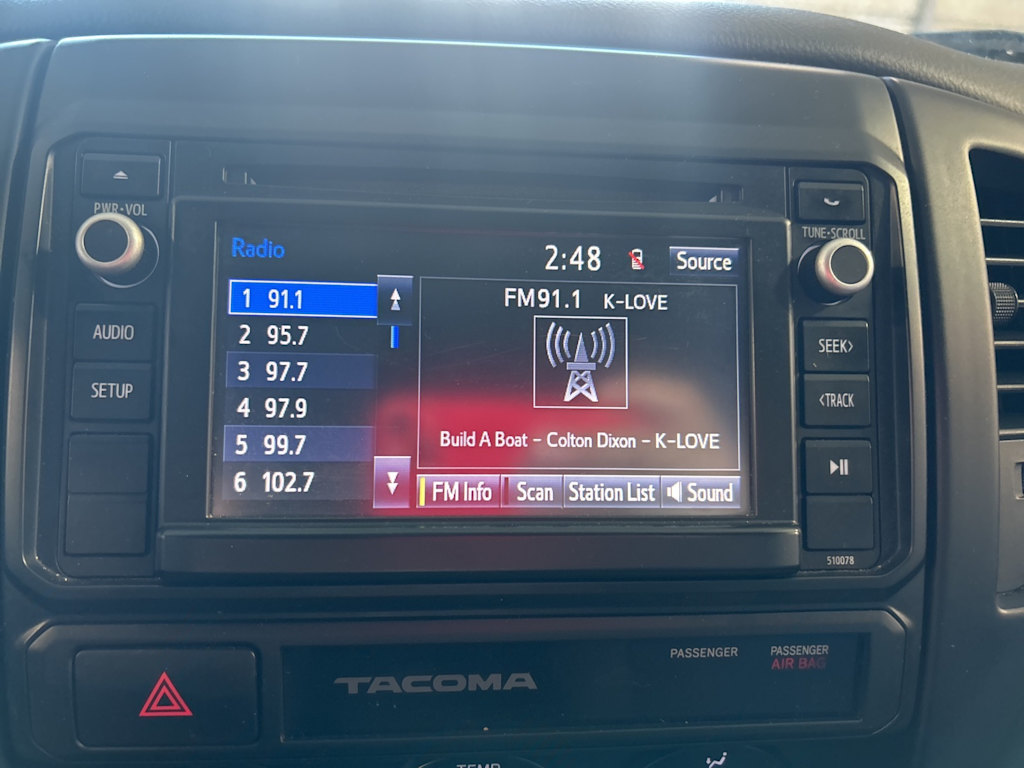 PWR•VOL
AUDIO
SETUP
Radio
2:48
Source
1 91.1
2 95.7
3 97.7
4 97.9
5 99.7
6 102.7
FM91.1 K-LOVE
Build A Boat - Colton Dixon - K-LOVE
FM Info
Scan
Station List
Sound
TUNE•SCROLL
SEEK>
<TRACK
510078
TACOMA
PASSENGER
PASSENGER
AIR BAG
TEMP